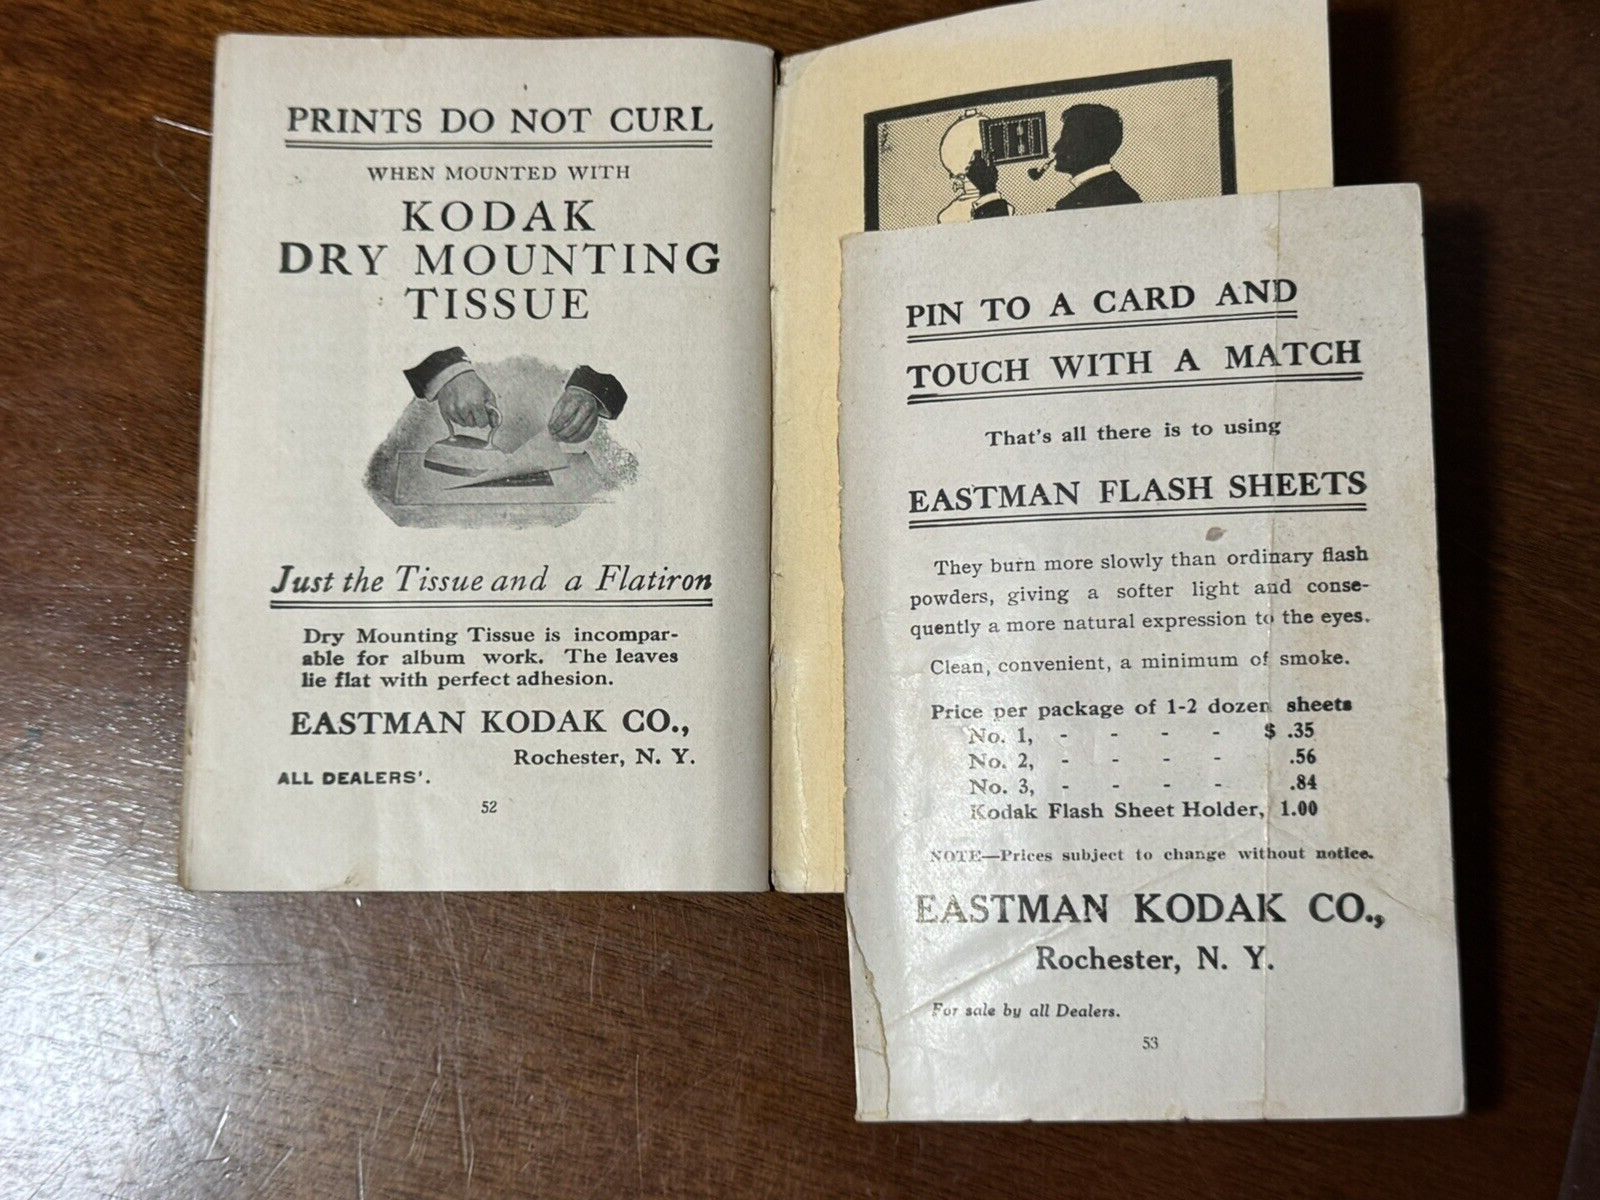 PRINTS DO NOT CURL
WHEN MOUNTED WITH
KODAK
DRY MOUNTING
TISSUE
Just the Tissue and a Flatiron
Dry Mounting Tissue is incompar-
able for album work. The leaves
lie flat with perfect adhesion.
EASTMAN KODAK CO.,
Rochester, N. Y.
ALL DEALERS'.
52
PIN TO A CARD AND
TOUCH WITH A MATCH
That's all there is to using
EASTMAN FLASH SHEETS
They burn more slowly than ordinary flash
powders, giving a softer light and conse-
quently a more natural expression to the eyes.
Clean, convenient, a minimum of smoke.
Price per package of 1-2 dozen sheets
No. 1, - - - - $ .35
No. 2, - - - - .56
No. 3, - - - - .84
Kodak Flash Sheet Holder, 1.00
NOTE—Prices subject to change without notice.
EASTMAN KODAK CO.,
Rochester, N. Y.
For sale by all Dealers.
53